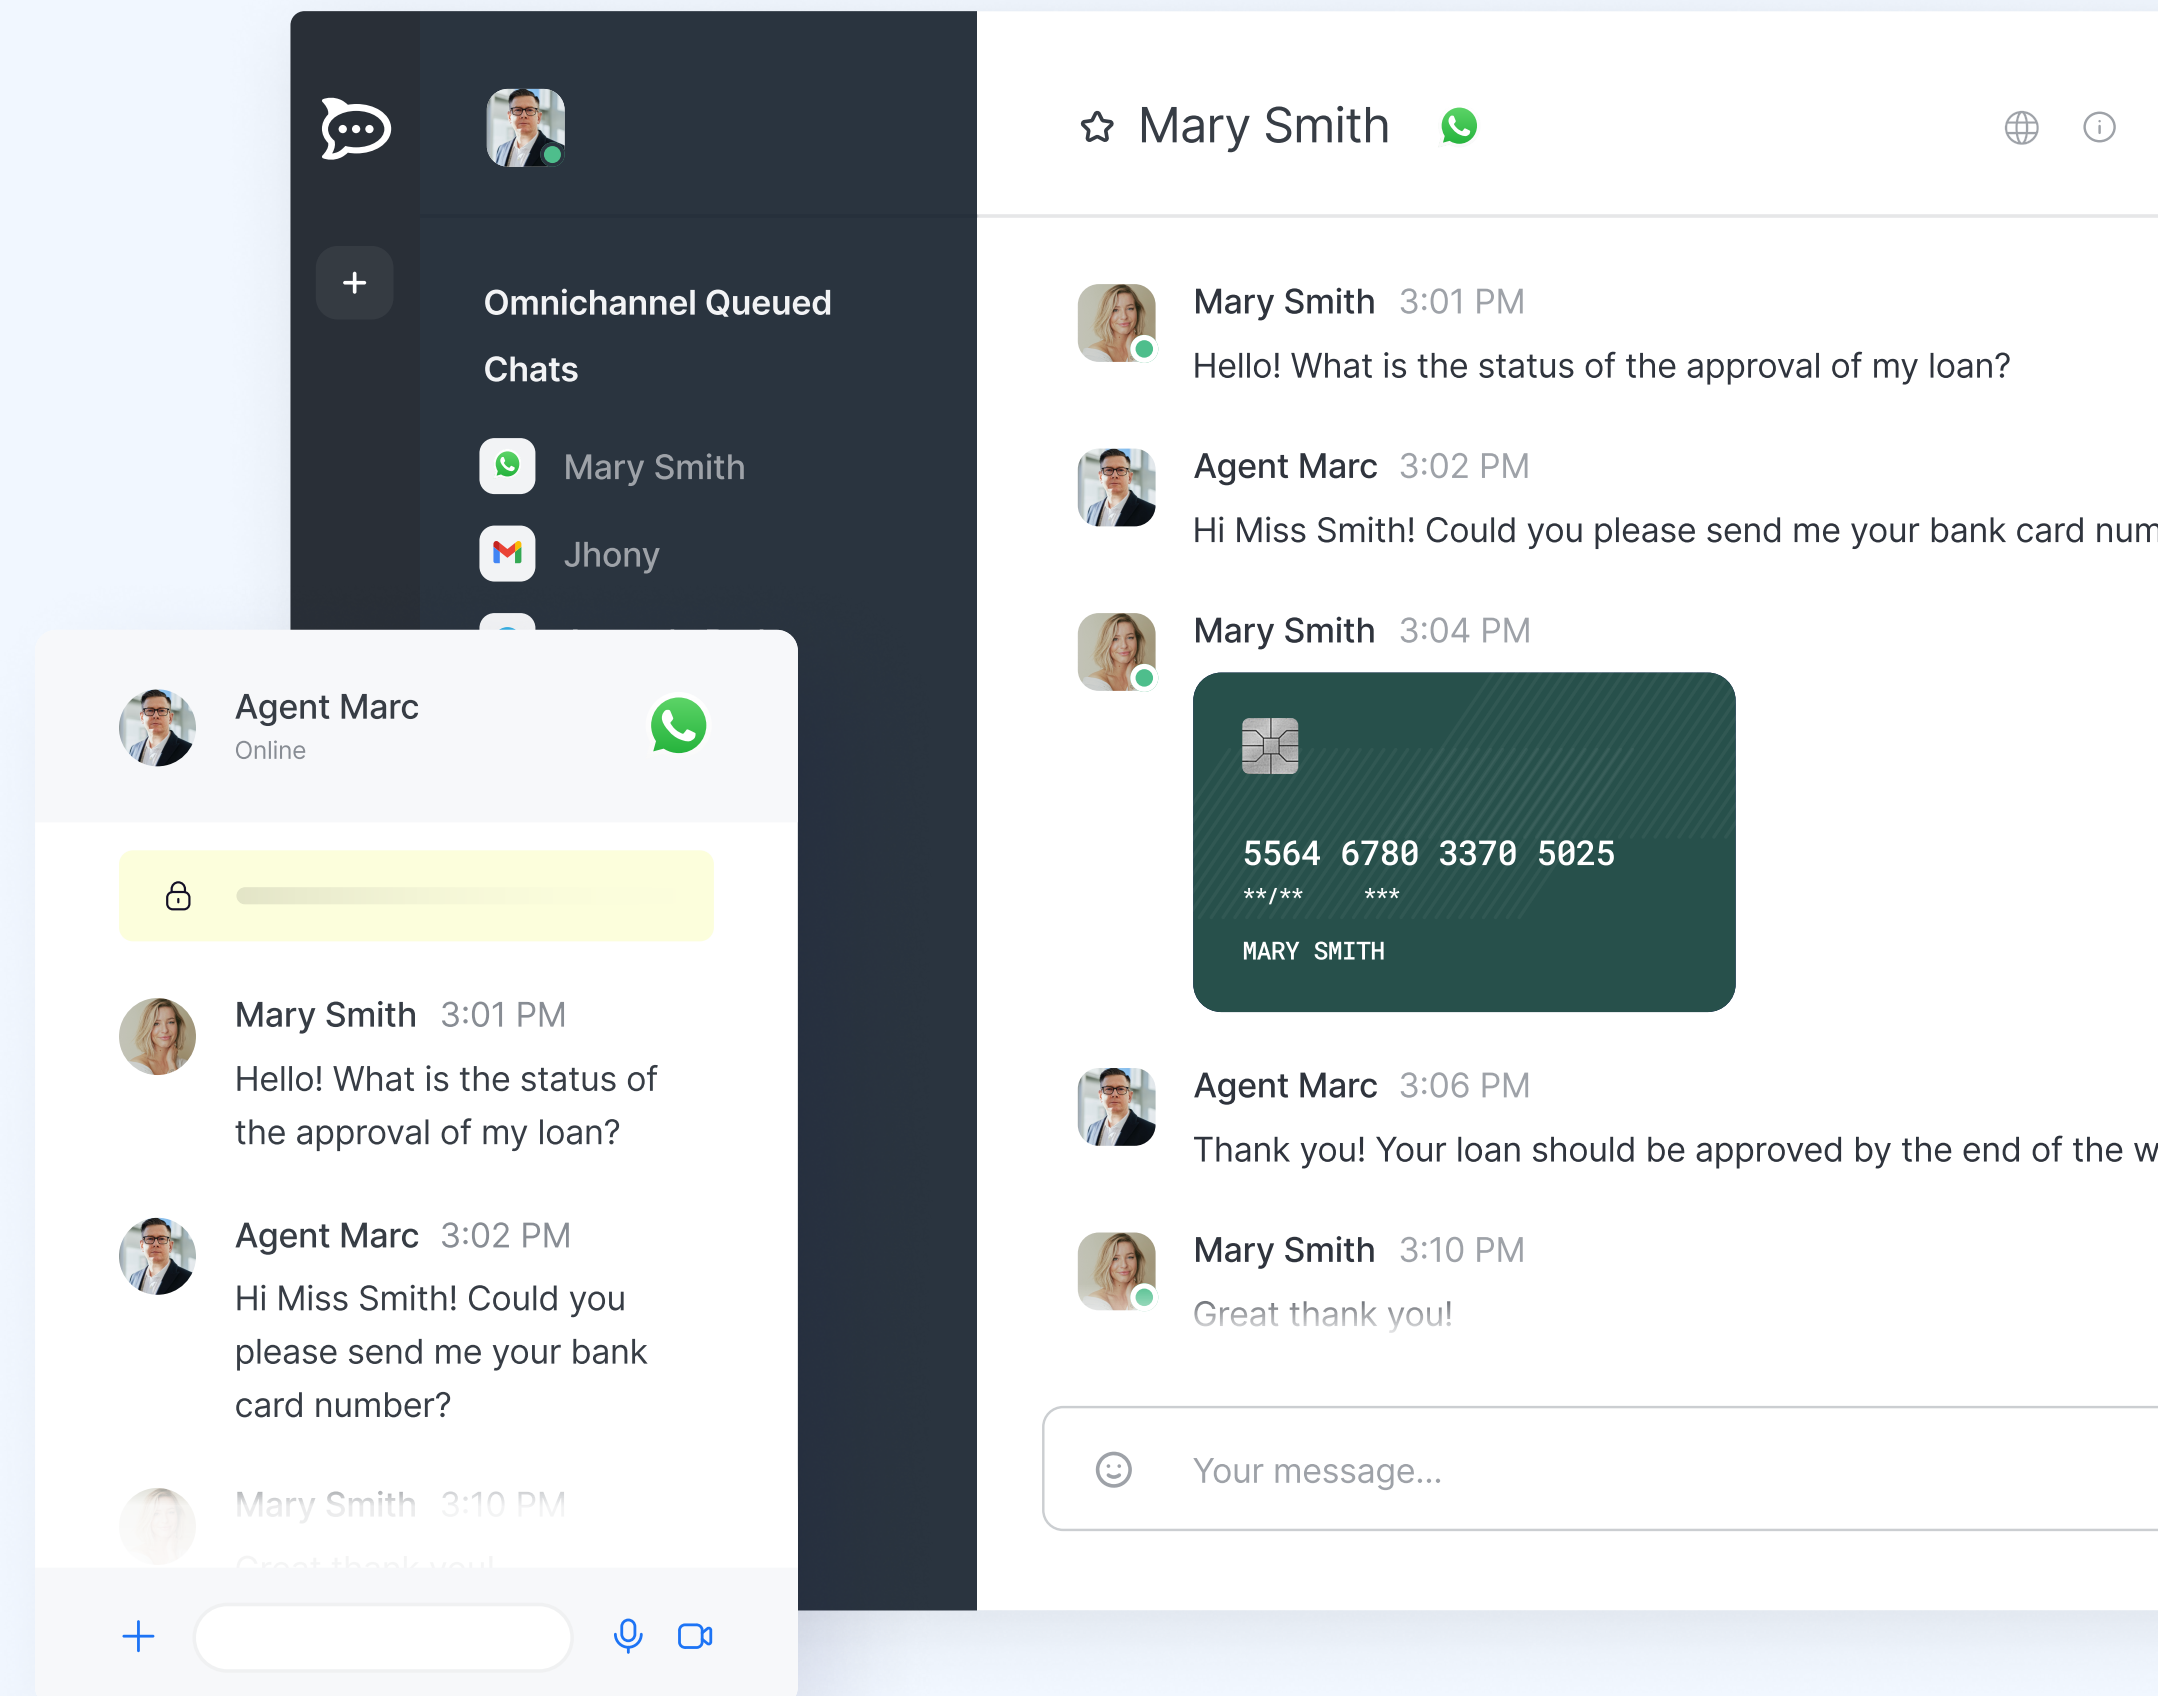 Mary Smith
Omnichannel Queued
Chats
Mary Smith
Jhony
Mary Smith 3:01 PM
Hello! What is the status of the approval of my loan?
Agent Marc 3:02 PM
Hi Miss Smith! Could you please send me your bank card num
Mary Smith 3:04 PM
5564 6780 3370 5025
**/** ***
MARY SMITH
Agent Marc 3:06 PM
Thank you! Your loan should be approved by the end of the w
Mary Smith 3:10 PM
Great thank you!
Your message...
Agent Marc
Online
Mary Smith 3:01 PM
Hello! What is the status of
the approval of my loan?
Agent Marc 3:02 PM
Hi Miss Smith! Could you
please send me your bank
card number?
Mary Smith 3:10 PM
Great thank you!